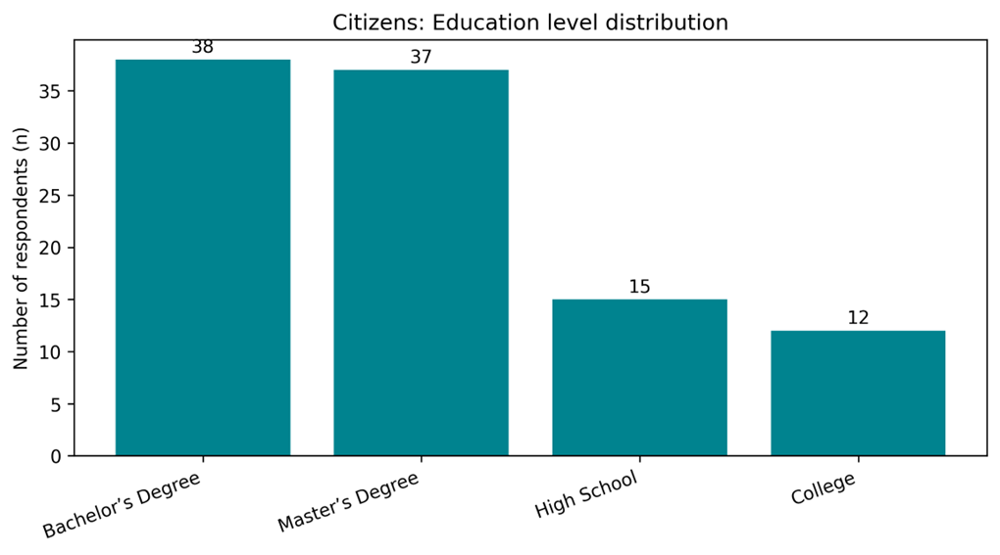 Citizens: Education level distribution
Number of respondents (n)
35
30
25
20
15
10
5
0
38
37
15
12
Bachelor’s Degree
Master’s Degree
High School
College